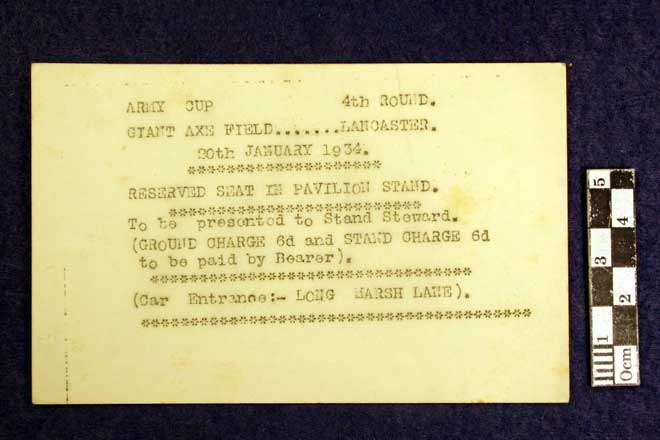 ARMY CUP 4th ROUND.
GIANT AXE FIELD.......LANCASTER.
20th JANUARY 1934.
*********************
RESERVED SEAT IN PAVILION STAND.
***************************
To be presented to Stand Steward.
(GROUND CHARGE 6d and STAND CHARGE 6d
to be paid by Bearer).
***********************************
(Car Entrance:- LONG MARSH LANE).
******************************************
5
4
3
2
1
0cm